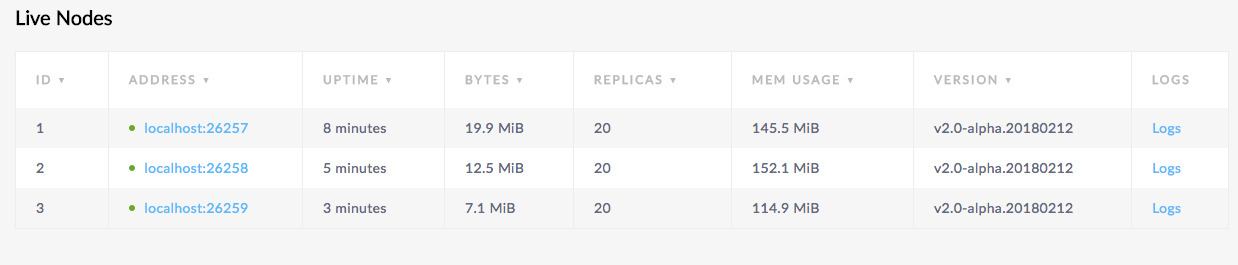 Live Nodes
ID ▼ ADDRESS ▼ UPTIME ▼ BYTES ▼ REPLICAS ▼ MEM USAGE ▼ VERSION ▼ LOGS
1 localhost:26257 8 minutes 19.9 MiB 20 145.5 MiB v2.0-alpha.20180212 Logs
2 localhost:26258 5 minutes 12.5 MiB 20 152.1 MiB v2.0-alpha.20180212 Logs
3 localhost:26259 3 minutes 7.1 MiB 20 114.9 MiB v2.0-alpha.20180212 Logs